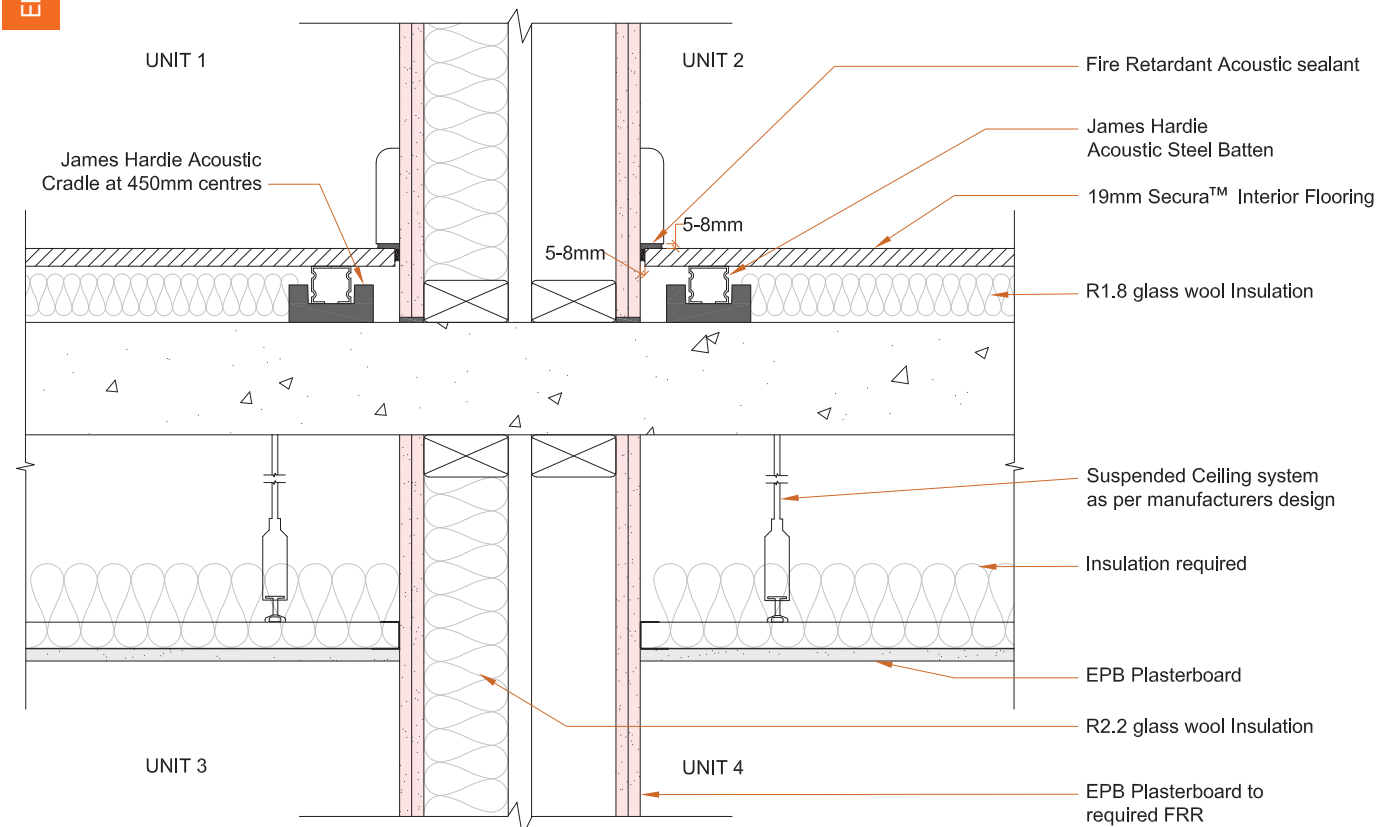 UNIT 1
UNIT 2
Fire Retardant Acoustic sealant
James Hardie
Acoustic Steel Batten
James Hardie Acoustic
Cradle at 450mm centres
19mm Secura™ Interior Flooring
5-8mm
5-8mm
R1.8 glass wool Insulation
Suspended Ceiling system
as per manufacturers design
Insulation required
EPB Plasterboard
R2.2 glass wool Insulation
UNIT 3
UNIT 4
EPB Plasterboard to
required FRR